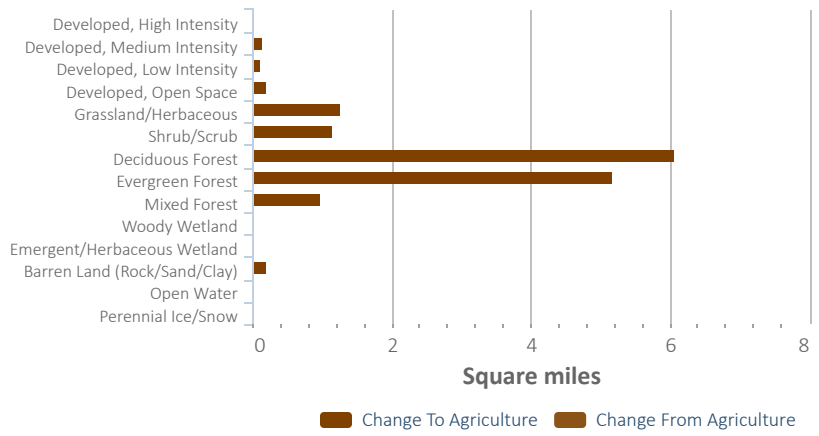 Developed, High Intensity
Developed, Medium Intensity
Developed, Low Intensity
Developed, Open Space
Grassland/Herbaceous
Shrub/Scrub
Deciduous Forest
Evergreen Forest
Mixed Forest
Woody Wetland
Emergent/Herbaceous Wetland
Barren Land (Rock/Sand/Clay)
Open Water
Perennial Ice/Snow
0 2 4 6 8
Square miles
Change To Agriculture Change From Agriculture